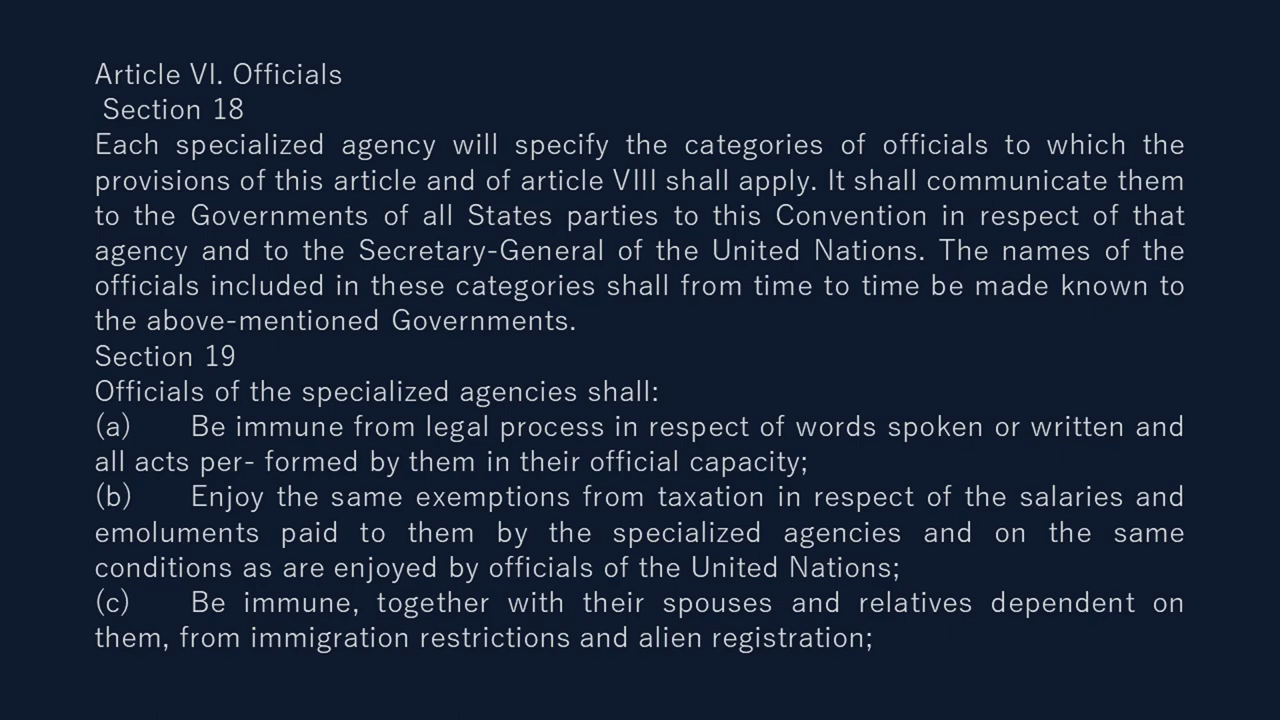 Article VI. Officials
Section 18
Each specialized agency will specify the categories of officials to which the
provisions of this article and of article VIII shall apply. It shall communicate them
to the Governments of all States parties to this Convention in respect of that
agency and to the Secretary-General of the United Nations. The names of the
officials included in these categories shall from time to time be made known to
the above-mentioned Governments.
Section 19
Officials of the specialized agencies shall:
(a) Be immune from legal process in respect of words spoken or written and
all acts per- formed by them in their official capacity;
(b) Enjoy the same exemptions from taxation in respect of the salaries and
emoluments paid to them by the specialized agencies and on the same
conditions as are enjoyed by officials of the United Nations;
(c) Be immune, together with their spouses and relatives dependent on
them, from immigration restrictions and alien registration;